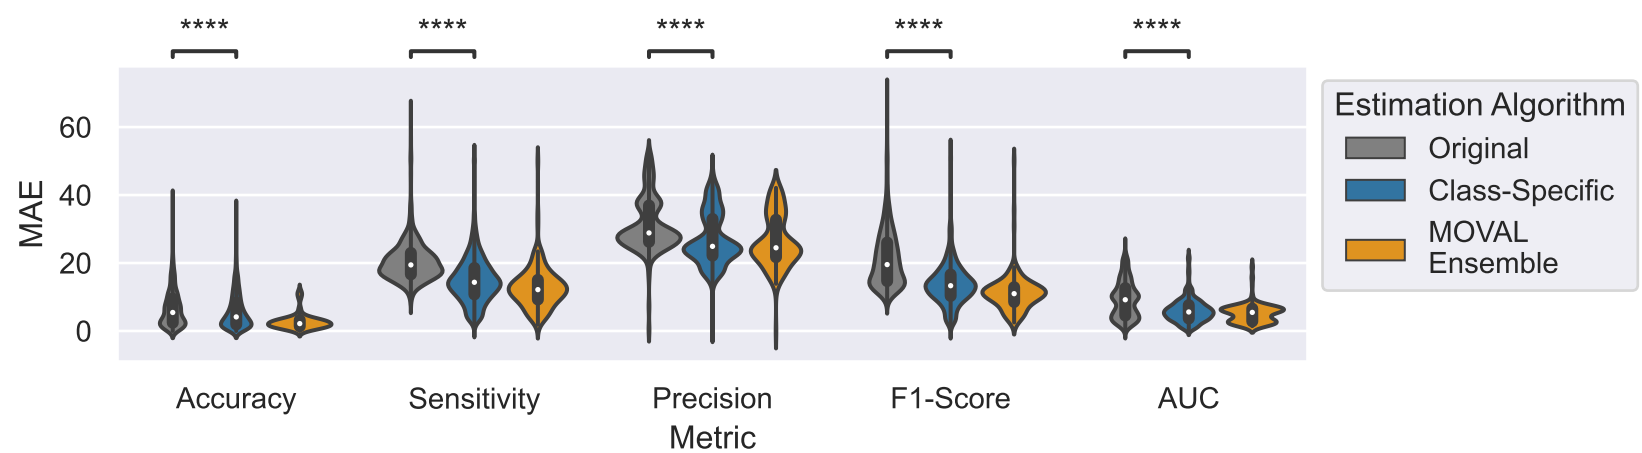 **** **** **** **** ****
MAE
60
40
20
0
Accuracy Sensitivity Precision F1-Score AUC
Metric
Estimation Algorithm
Original
Class-Specific
MOVAL
Ensemble